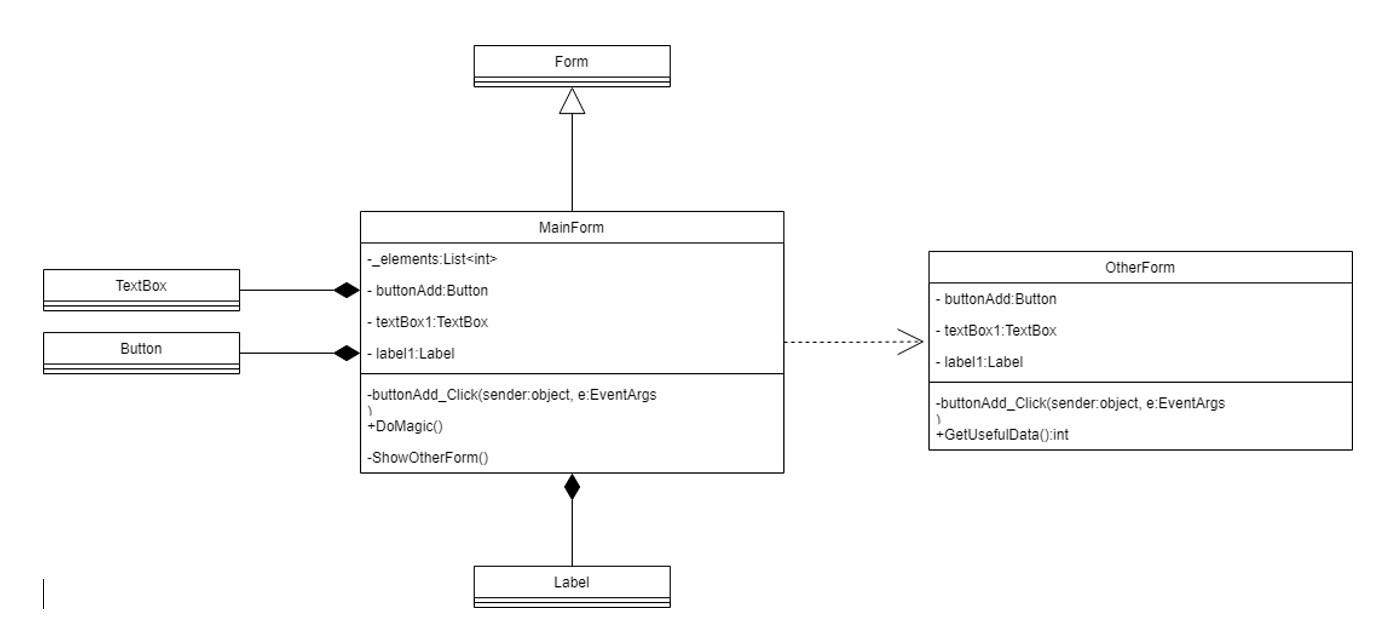 Form
MainForm
-_elements:List<int>
- buttonAdd:Button
- textBox1:TextBox
- label1:Label
-buttonAdd_Click(sender:object, e:EventArgs
)
+DoMagic()
-ShowOtherForm()
TextBox
Button
OtherForm
- buttonAdd:Button
- textBox1:TextBox
- label1:Label
-buttonAdd_Click(sender:object, e:EventArgs
)
+GetUsefulData():int
Label